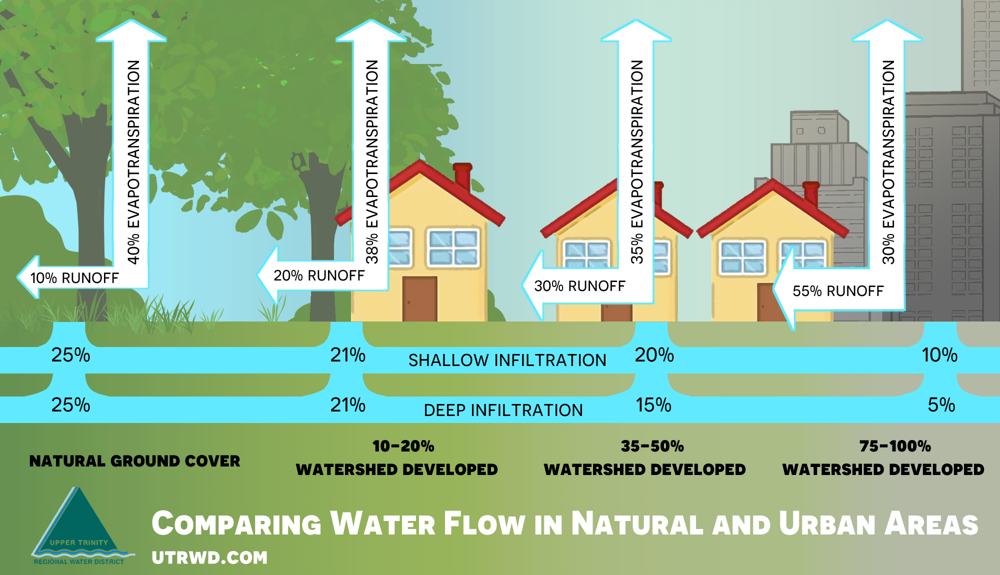 40% EVAPOTRANSPIRATION
10% RUNOFF
38% EVAPOTRANSPIRATION
20% RUNOFF
35% EVAPOTRANSPIRATION
30% RUNOFF
30% EVAPOTRANSPIRATION
55% RUNOFF
25% 21% SHALLOW INFILTRATION 20% 10%
25% 21% DEEP INFILTRATION 15% 5%
NATURAL GROUND COVER
10-20%
WATERSHED DEVELOPED
35-50%
WATERSHED DEVELOPED
75-100%
WATERSHED DEVELOPED
UPPER TRINITY
REGIONAL WATER DISTRICT
COMPARING WATER FLOW IN NATURAL AND URBAN AREAS
UTRWD.COM